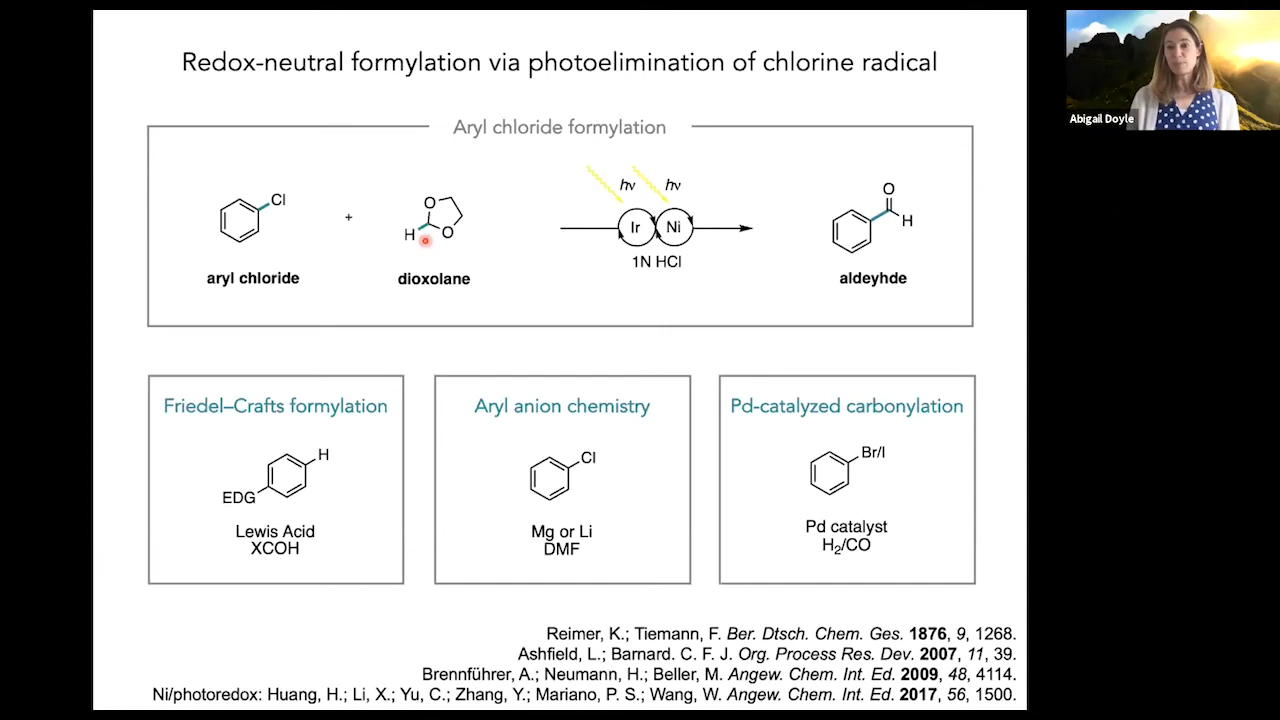 Redox-neutral formylation via photoelimination of chlorine radical
Abigail Doyle
Aryl chloride formylation
Cl
+
O
O
H
hν
hν
Ir
Ni
1N HCl
O
H
aryl chloride
dioxolane
aldeyhde
Friedel–Crafts formylation
H
EDG
Lewis Acid
XCOH
Aryl anion chemistry
Cl
Mg or Li
DMF
Pd-catalyzed carbonylation
Br/I
Pd catalyst
H2/CO
Reimer, K.; Tiemann, F. Ber. Dtsch. Chem. Ges. 1876, 9, 1268.
Ashfield, L.; Barnard. C. F. J. Org. Process Res. Dev. 2007, 11, 39.
Brennführer, A.; Neumann, H.; Beller, M. Angew. Chem. Int. Ed. 2009, 48, 4114.
Ni/photoredox: Huang, H.; Li, X.; Yu, C.; Zhang, Y.; Mariano, P. S.; Wang, W. Angew. Chem. Int. Ed. 2017, 56, 1500.